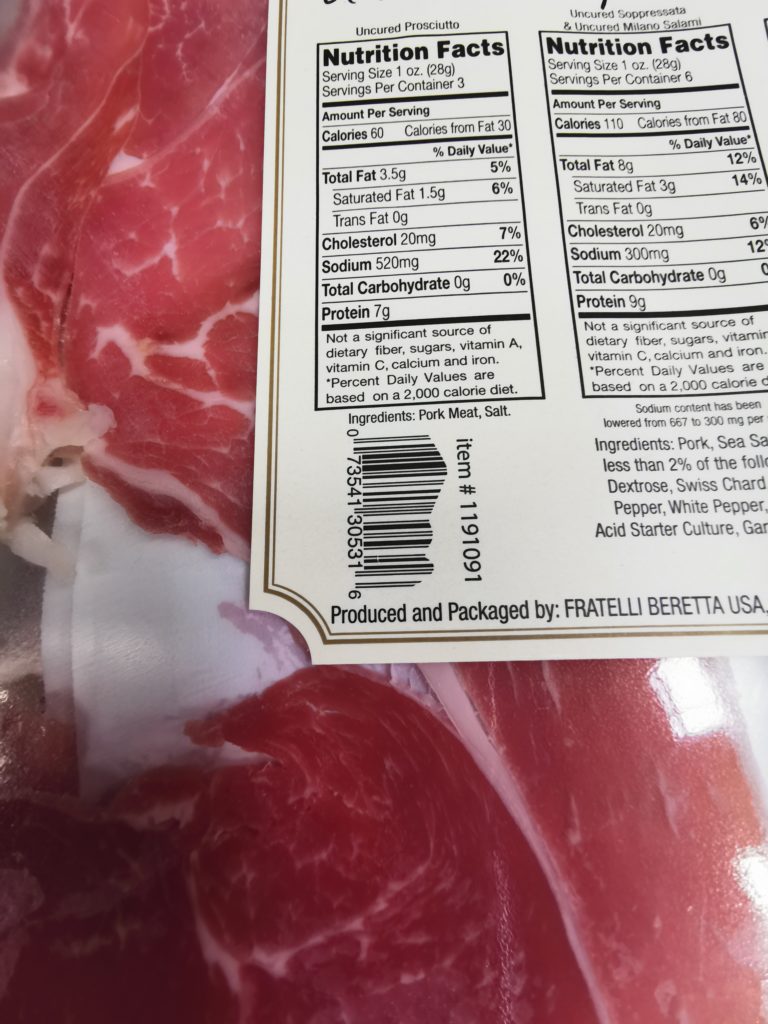 Uncured Prosciutto
Nutrition Facts
Serving Size 1 oz. (28g)
Servings Per Container 3
Amount Per Serving
Calories 60 Calories from Fat 30
% Daily Value*
Total Fat 3.5g 5%
Saturated Fat 1.5g 6%
Trans Fat 0g
Cholesterol 20mg 7%
Sodium 520mg 22%
Total Carbohydrate 0g 0%
Protein 7g
Not a significant source of
dietary fiber, sugars, vitamin A,
vitamin C, calcium and iron.
*Percent Daily Values are
based on a 2,000 calorie diet.
Ingredients: Pork Meat, Salt.
0 73541 30531 6
item # 1191091
Uncured Soppressata
& Uncured Milano Salami
Nutrition Facts
Serving Size 1 oz. (28g)
Servings Per Container 6
Amount Per Serving
Calories 110 Calories from Fat 80
% Daily Value*
Total Fat 8g 12%
Saturated Fat 3g 14%
Trans Fat 0g
Cholesterol 20mg 6%
Sodium 300mg 12
Total Carbohydrate 0g
Protein 9g
Not a significant source of
dietary fiber, sugars, vitamin
vitamin C, calcium and iron.
*Percent Daily Values are
based on a 2,000 calorie d
Sodium content has been
lowered from 667 to 300 mg per
Ingredients: Pork, Sea Sa
less than 2% of the follo
Dextrose, Swiss Chard
Pepper, White Pepper,
Acid Starter Culture, Gar
Produced and Packaged by: FRATELLI BERETTA USA,